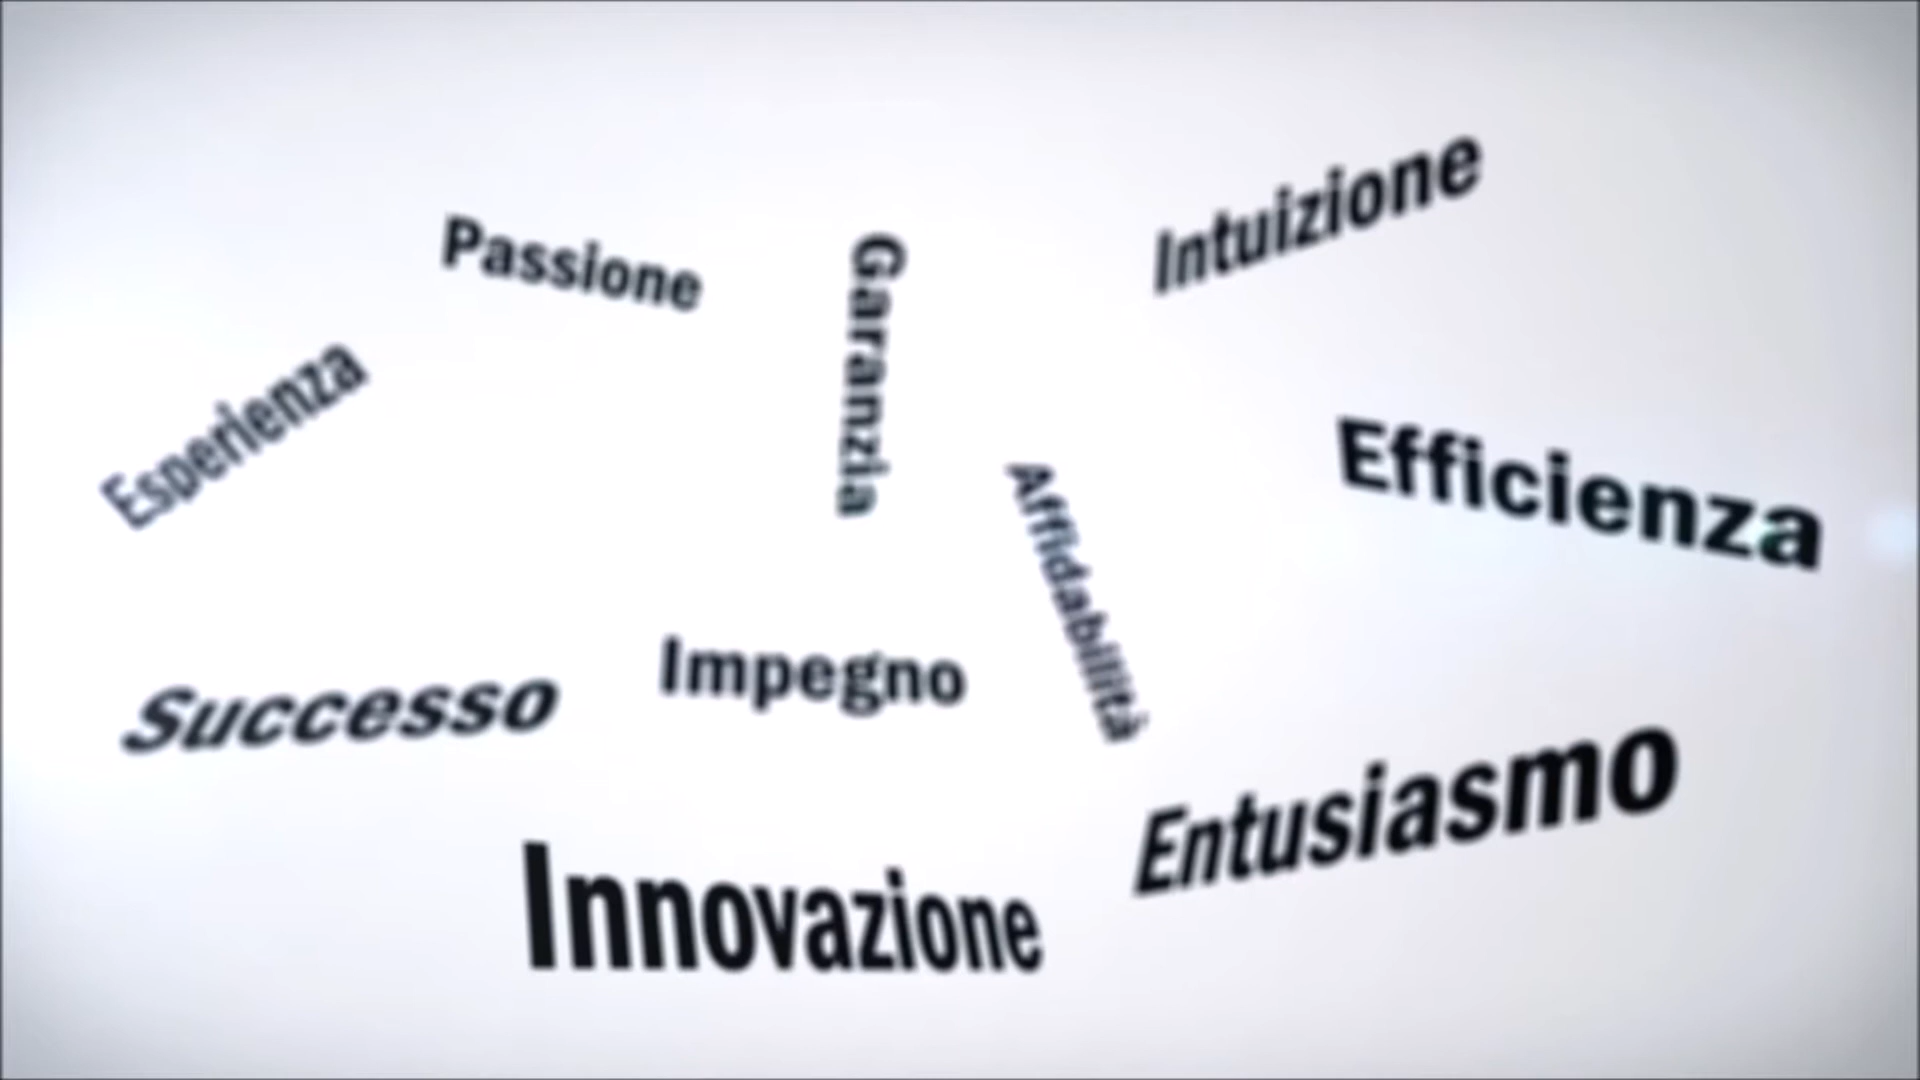 Intuizione
Passione
Garanzia
Esperienza
Efficienza
Affidabilità
Impegno
Successo
Entusiasmo
Innovazione